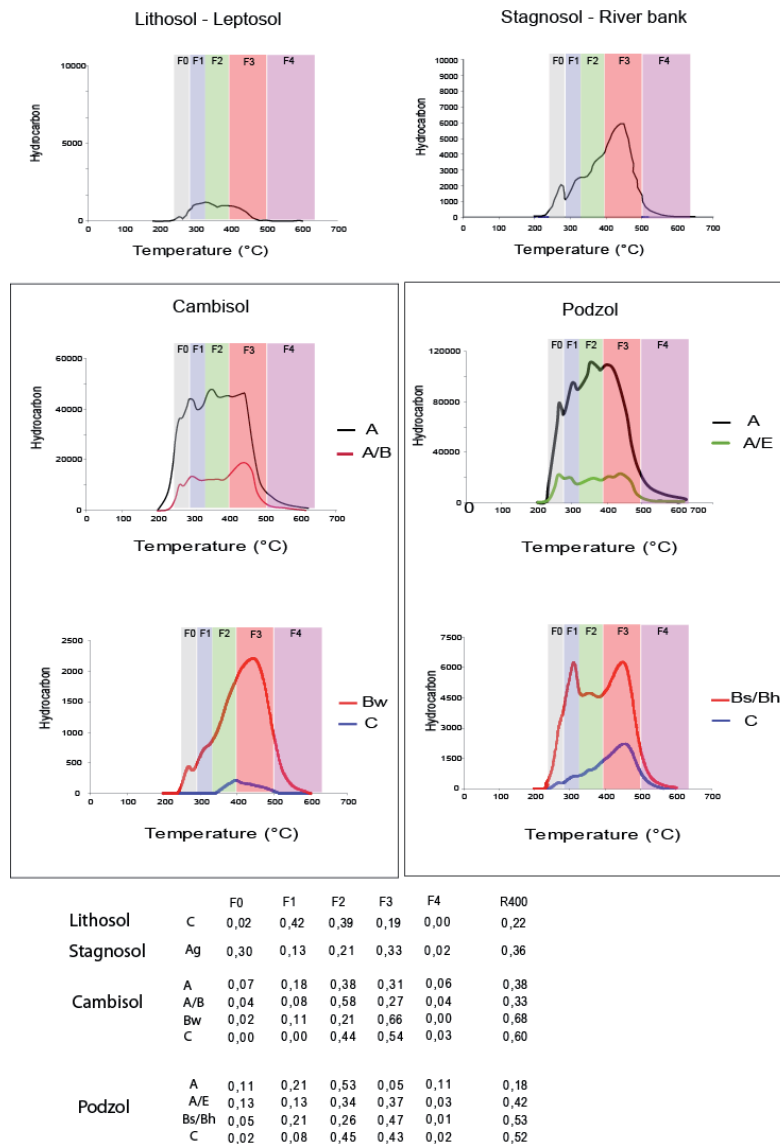 Lithosol - Leptosol
F0 F1 F2 F3 F4
10000
5000
0
Hydrocarbon
0 100 200 300 400 500 600 700
Temperature (°C)
Stagnosol - River bank
F0 F1 F2 F3 F4
10000
9000
8000
7000
6000
5000
4000
3000
2000
1000
0
Hydrocarbon
0 100 200 300 400 500 600 700
Temperature (°C)
Cambisol
F0 F1 F2 F3 F4
60000
40000
20000
0
Hydrocarbon
0 100 200 300 400 500 600 700
Temperature (°C)
A
A/B
F0 F1 F2 F3 F4
2500
2000
1500
1000
500
0
Hydrocarbon
0 100 200 300 400 500 600 700
Temperature (°C)
Bw
C
Podzol
F0 F1 F2 F3 F4
120000
80000
40000
0
Hydrocarbon
0 100 200 300 400 500 600 700
Temperature (°C)
A
A/E
F0 F1 F2 F3 F4
7500
6000
4500
3000
1500
0
Hydrocarbon
0 100 200 300 400 500 600 700
Temperature (°C)
Bs/Bh
C
F0 F1 F2 F3 F4 R400
Lithosol C 0,02 0,42 0,39 0,19 0,00 0,22
Stagnosol Ag 0,30 0,13 0,21 0,33 0,02 0,36
Cambisol
A 0,07 0,18 0,38 0,31 0,06 0,38
A/B 0,04 0,08 0,58 0,27 0,04 0,33
Bw 0,02 0,11 0,21 0,66 0,00 0,68
C 0,00 0,00 0,44 0,54 0,03 0,60
Podzol
A 0,11 0,21 0,53 0,05 0,11 0,18
A/E 0,13 0,13 0,34 0,37 0,03 0,42
Bs/Bh 0,05 0,21 0,26 0,47 0,01 0,53
C 0,02 0,08 0,45 0,43 0,02 0,52